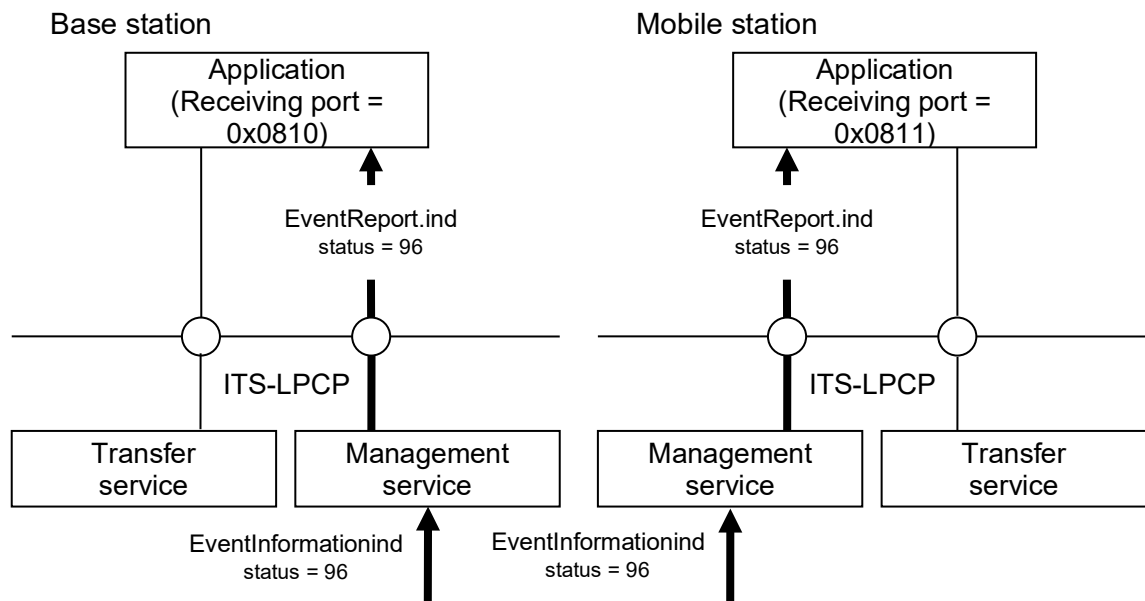 Base station
Application
(Receiving port =
0x0810)
EventReport.ind
status = 96
ITS-LPCP
Transfer
service
Management
service
EventInformationind
status = 96
Mobile station
Application
(Receiving port =
0x0811)
EventReport.ind
status = 96
ITS-LPCP
Management
service
Transfer
service
EventInformationind
status = 96